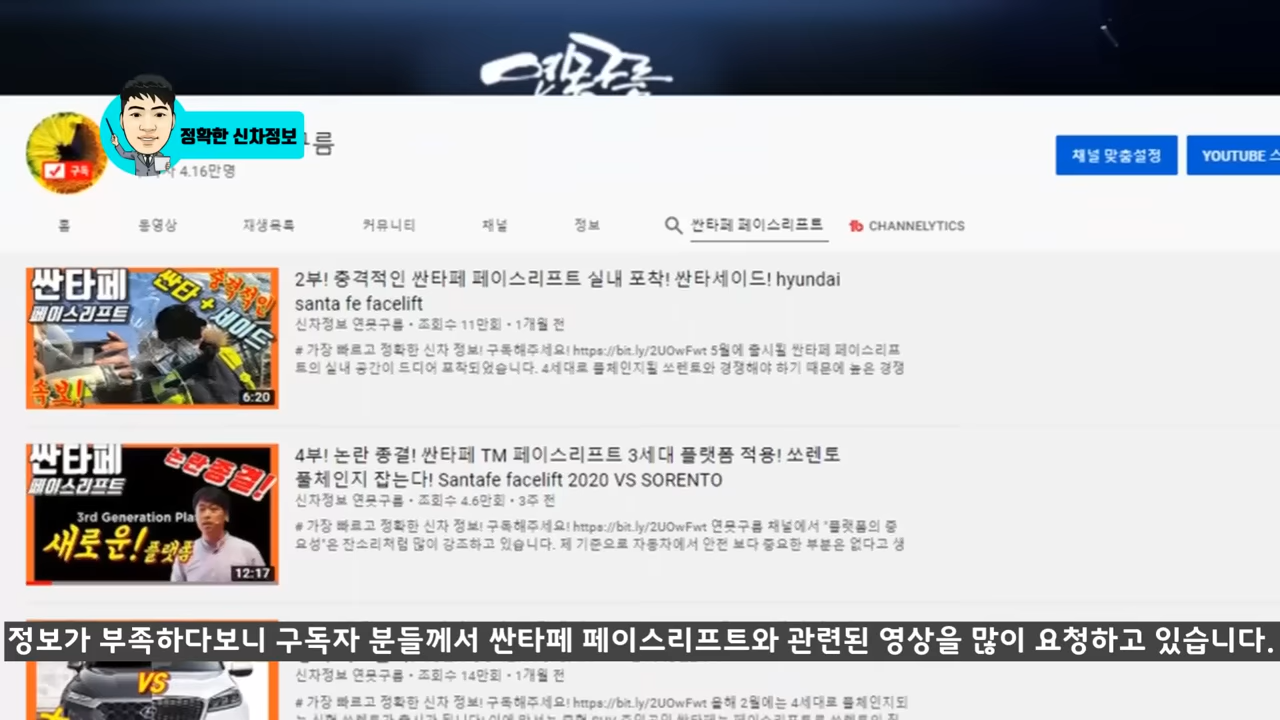 연못구름
정확한 신차정보
구름
구독
4.16만명
채널 맞춤설정
YOUTUBE 스
홈
동영상
재생목록
커뮤니티
채널
정보
싼타페 페이스리프트
CHANNELYTICS
싼타페
페이스리프트
충격적인
싼타 + 세이드
속보!
6:20
2부! 충격적인 싼타페 페이스리프트 실내 포착! 싼타세이드! hyundai
santa fe facelift
신차정보 연못구름 • 조회수 11만회 • 1개월 전
# 가장 빠르고 정확한 신차 정보! 구독해주세요! https://bit.ly/2UOwFwt 5월에 출시될 싼타페 페이스리프
트의 실내 공간이 드디어 포착되었습니다. 4세대로 풀체인지될 쏘렌토와 경쟁해야 하기 때문에 높은 경쟁
싼타페
페이스리프트
논란종결!
3rd Generation Pla
새로운! 플랫폼
12:17
4부! 논란 종결! 싼타페 TM 페이스리프트 3세대 플랫폼 적용! 쏘렌토
풀체인지 잡는다! Santafe facelift 2020 VS SORENTO
신차정보 연못구름 • 조회수 4.6만회 • 3주 전
# 가장 빠르고 정확한 신차 정보! 구독해주세요! https://bit.ly/2UOwFwt 연못구름 채널에서 "플랫폼의 중
요성"은 잔소리처럼 많이 강조하고 있습니다. 제 기준으로 자동차에서 안전 보다 중요한 부분은 없다고 생
정보가 부족하다보니 구독자 분들께서 싼타페 페이스리프트와 관련된 영상을 많이 요청하고 있습니다.
VS
신차정보 연못구름 • 조회수 14만회 • 1개월 전
# 가장 빠르고 정확한 신차 정보! 구독해주세요! https://bit.ly/2UOwFwt 올해 2월에는 4세대로 풀체인지되